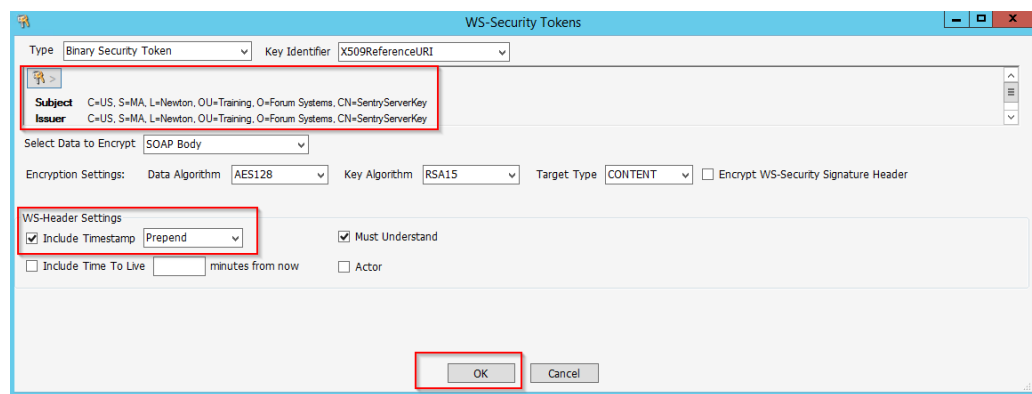 WS-Security Tokens
Type Binary Security Token Key Identifier X509ReferenceURI
Subject C=US, S=MA, L=Newton, OU=Training, O=Forum Systems, CN=SentryServerKey
Issuer C=US, S=MA, L=Newton, OU=Training, O=Forum Systems, CN=SentryServerKey
Select Data to Encrypt SOAP Body
Encryption Settings: Data Algorithm AES128 Key Algorithm RSA15 Target Type CONTENT Encrypt WS-Security Signature Header
WS-Header Settings
Include Timestamp Prepend Must Understand
Include Time To Live minutes from now Actor
OK Cancel